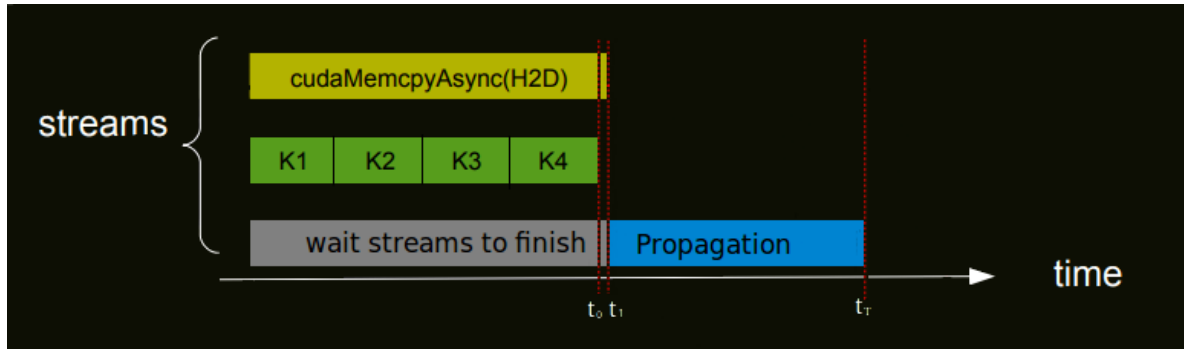 cudaMemcpyAsync(H2D)
streams
K1 K2 K3 K4
wait streams to finish Propagation
time
t₀ t₁ t_T